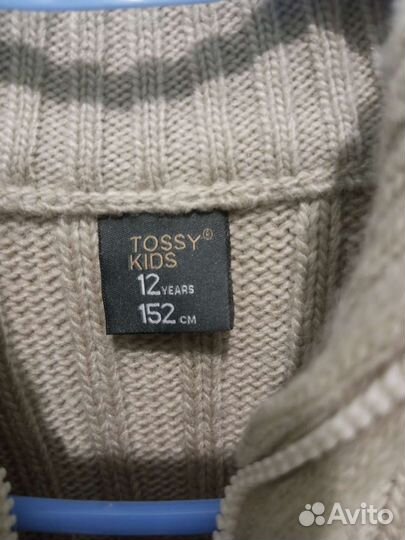 TOSSY©
KIDS
12 YEARS
152 CM
Avito